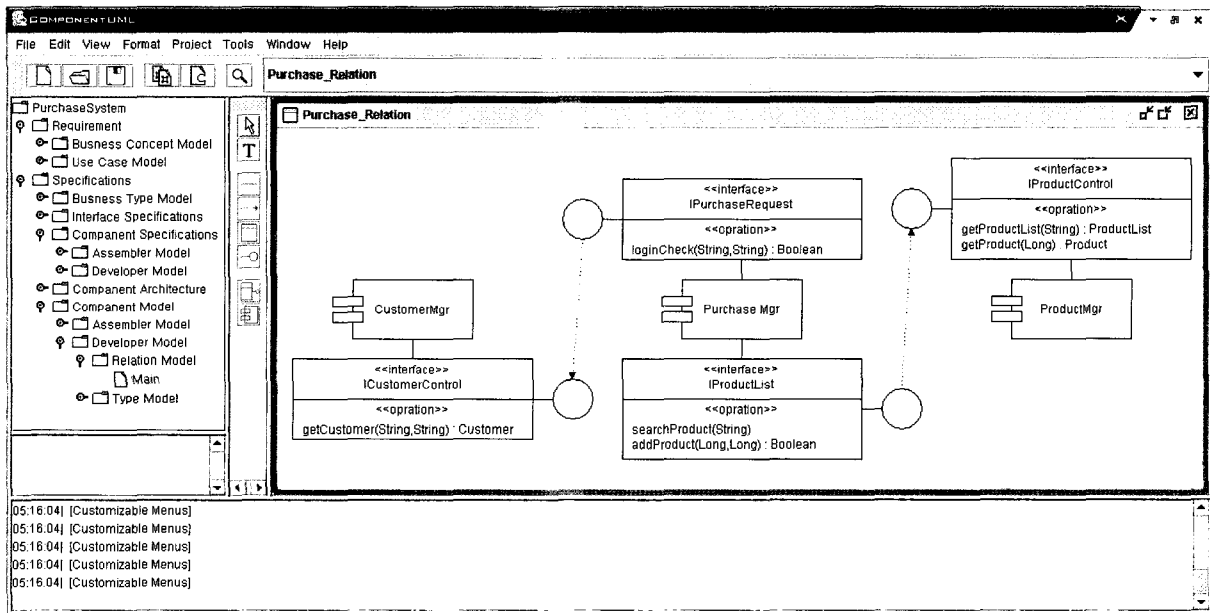 COMPONENTUML
File Edit View Format Project Tools Window Help
Purchase_Relation
PurchaseSystem
Requirement
Business Concept Model
Use Case Model
Specifications
Business Type Model
Interface Specifications
Component Specifications
Assembler Model
Developer Model
Component Architecture
Component Model
Assembler Model
Developer Model
Relation Model
Main
Type Model
T
Purchase_Relation
<<interface>>
IPurchaseRequest
<<opration>>
loginCheck(String,String) : Boolean
<<interface>>
IProductControl
<<opration>>
getProductList(String) : ProductList
getProduct(Long) : Product
CustomerMgr
Purchase Mgr
ProductMgr
<<interface>>
ICustomerControl
<<opration>>
getCustomer(String,String) : Customer
<<interface>>
IProductList
<<opration>>
searchProduct(String)
addProduct(Long,Long) : Boolean
05:16:04| [Customizable Menus]
05:16:04| [Customizable Menus]
05:16:04| [Customizable Menus]
05:16:04| [Customizable Menus]
05:16:04| [Customizable Menus]